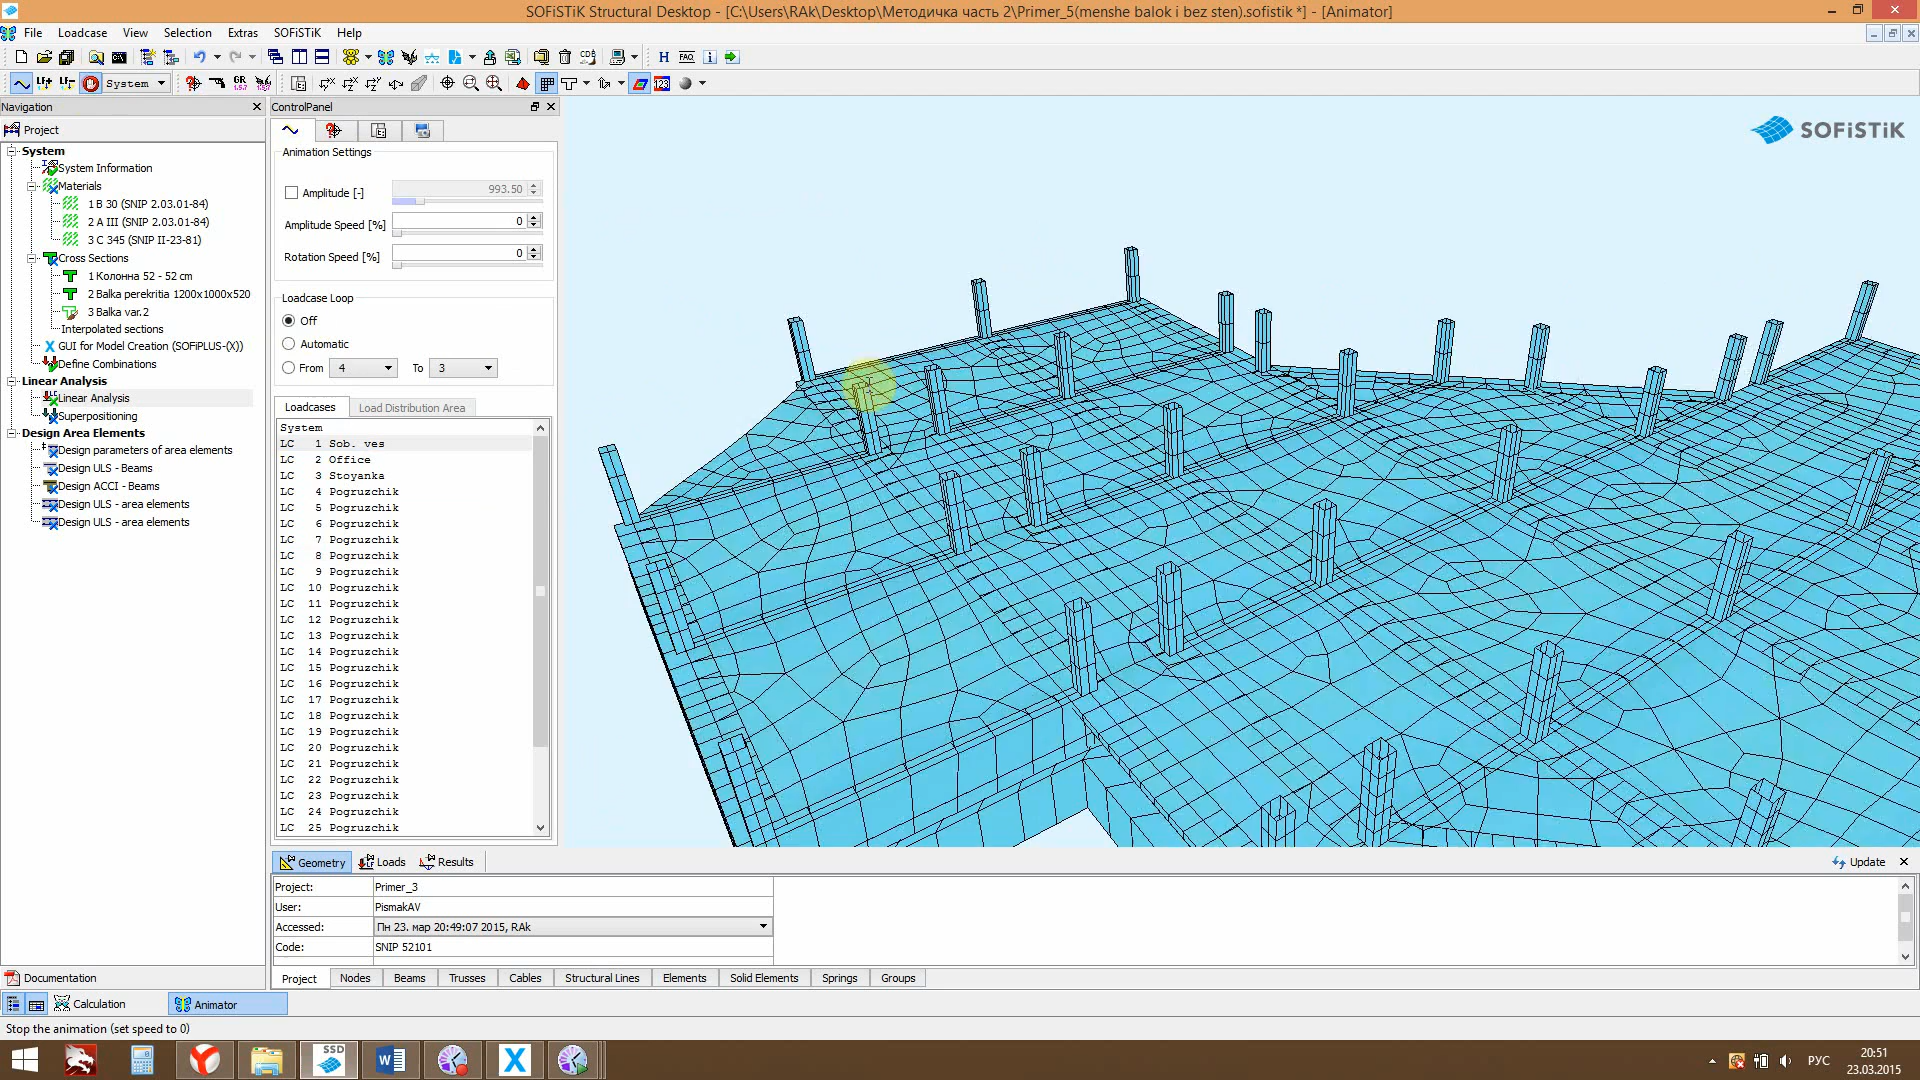 SOFiSTiK Structural Desktop - [C:\Users\RAk\Desktop\Методичка часть 2\Primer_5(menshe balok i bez sten).sofistik *] - [Animator]
File Loadcase View Selection Extras SOFiSTiK Help
System
Navigation
Project
System
System Information
Materials
1 B 30 (SNIP 2.03.01-84)
2 A III (SNIP 2.03.01-84)
3 C 345 (SNIP II-23-81)
Cross Sections
1 Колонна 52 - 52 cm
2 Balka perekritia 1200x1000x520
3 Balka var.2
Interpolated sections
GUI for Model Creation (SOFiPLUS-(X))
Define Combinations
Linear Analysis
Linear Analysis
Superpositioning
Design Area Elements
Design parameters of area elements
Design ULS - Beams
Design ACCI - Beams
Design ULS - area elements
Design ULS - area elements
Documentation
ControlPanel
Animation Settings
Amplitude [-] 993.50
Amplitude Speed [%] 0
Rotation Speed [%] 0
Loadcase Loop
Off
Automatic
From 4 To 3
Loadcases Load Distribution Area
System
LC 1 Sob. ves
LC 2 Office
LC 3 Stoyanka
LC 4 Pogruzchik
LC 5 Pogruzchik
LC 6 Pogruzchik
LC 7 Pogruzchik
LC 8 Pogruzchik
LC 9 Pogruzchik
LC 10 Pogruzchik
LC 11 Pogruzchik
LC 12 Pogruzchik
LC 13 Pogruzchik
LC 14 Pogruzchik
LC 15 Pogruzchik
LC 16 Pogruzchik
LC 17 Pogruzchik
LC 18 Pogruzchik
LC 19 Pogruzchik
LC 20 Pogruzchik
LC 21 Pogruzchik
LC 22 Pogruzchik
LC 23 Pogruzchik
LC 24 Pogruzchik
LC 25 Pogruzchik
SOFiSTiK
Geometry Loads Results Update
Project: Primer_3
User: PismakAV
Accessed: Пн 23. мар 20:49:07 2015, RAk
Code: SNIP 52101
Project Nodes Beams Trusses Cables Structural Lines Elements Solid Elements Springs Groups
Calculation Animator
Stop the animation (set speed to 0)
SSD
РУС
20:51
23.03.2015